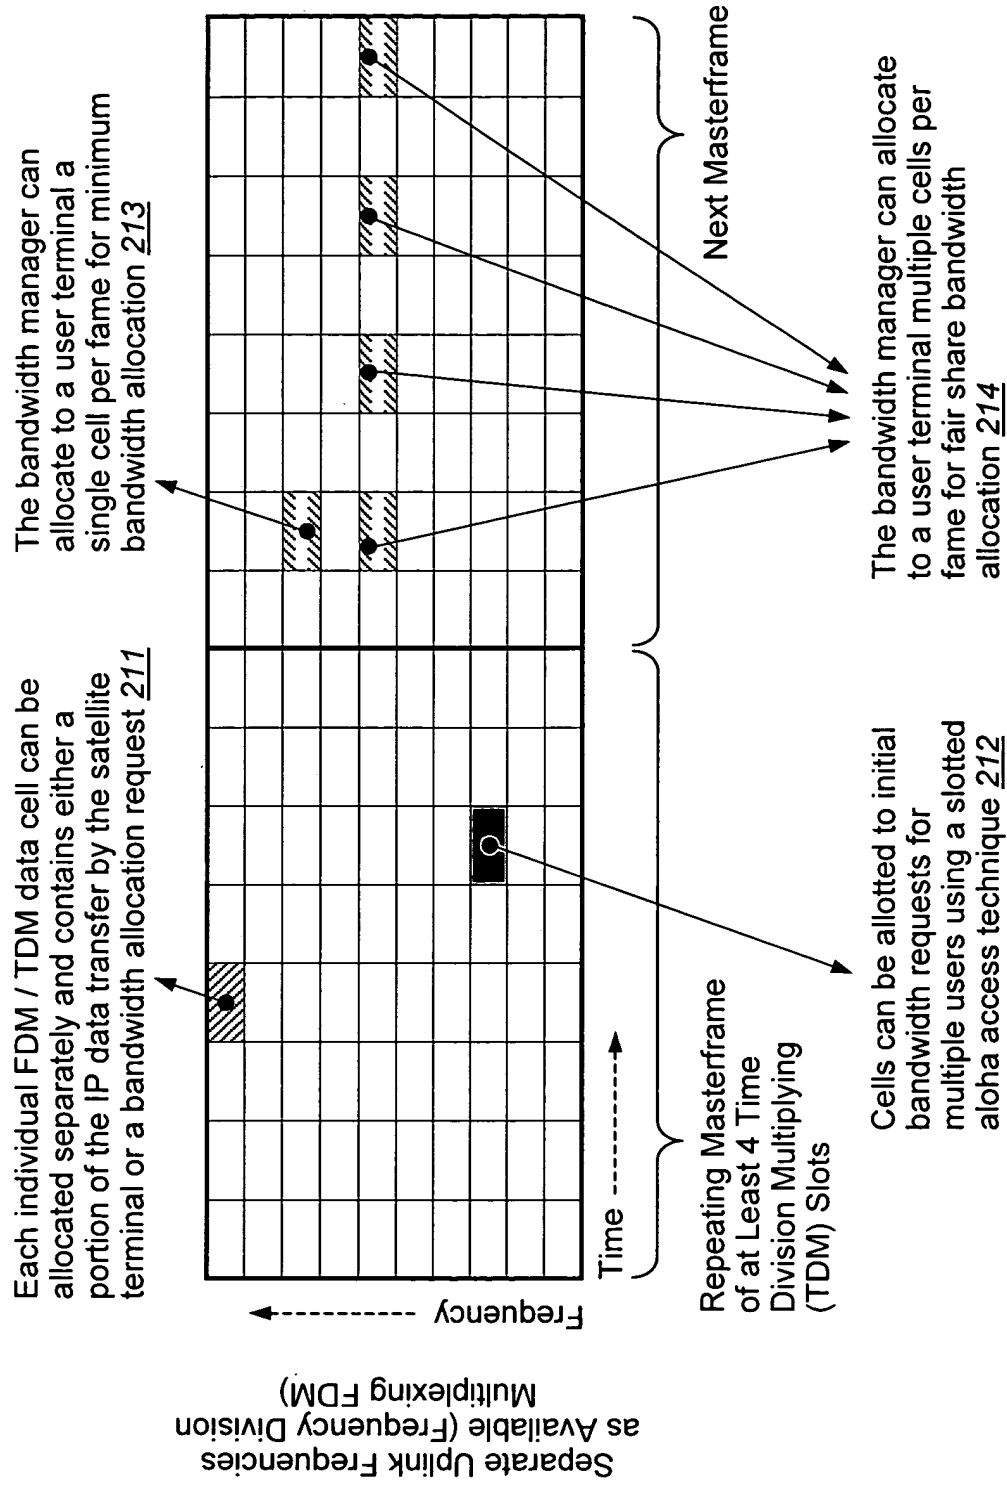 Each individual FDM / TDM data cell can be
allocated separately and contains either a
portion of the IP data transfer by the satellite
terminal or a bandwidth allocation request 211
The bandwidth manager can
allocate to a user terminal a
single cell per fame for minimum
bandwidth allocation 213
Separate Uplink Frequencies
as Available (Frequency Division
Multiplexing FDM)
Frequency
Time
Repeating Masterframe
of at Least 4 Time
Division Multiplying
(TDM) Slots
Next Masterframe
Cells can be allotted to initial
bandwidth requests for
multiple users using a slotted
aloha access technique 212
The bandwidth manager can allocate
to a user terminal multiple cells per
fame for fair share bandwidth
allocation 214